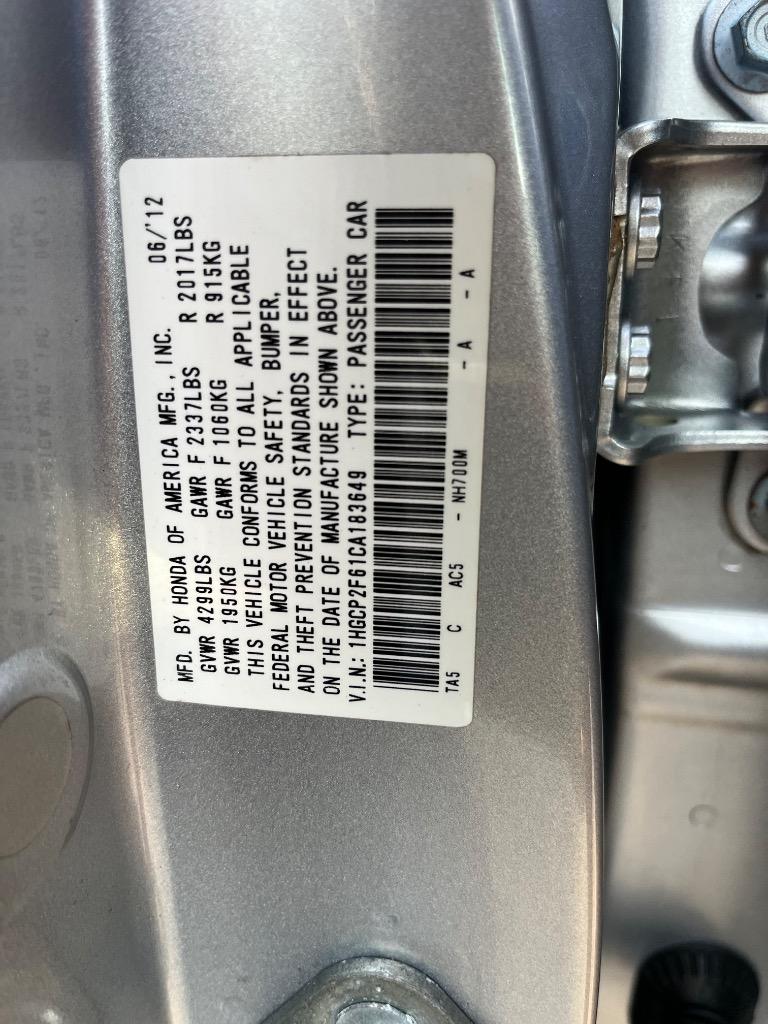 MFD. BY HONDA OF AMERICA MFG., INC. 06/'12
GVWR 4299LBS GAWR F 2337LBS R 2017LBS
GVWR 1950KG GAWR F 1060KG R 915KG
THIS VEHICLE CONFORMS TO ALL APPLICABLE
FEDERAL MOTOR VEHICLE SAFETY, BUMPER,
AND THEFT PREVENTION STANDARDS IN EFFECT
ON THE DATE OF MANUFACTURE SHOWN ABOVE.
V.I.N.: 1HGCP2F61CA183649 TYPE: PASSENGER CAR
TA5 C AC5 - NH700M - A - A
C